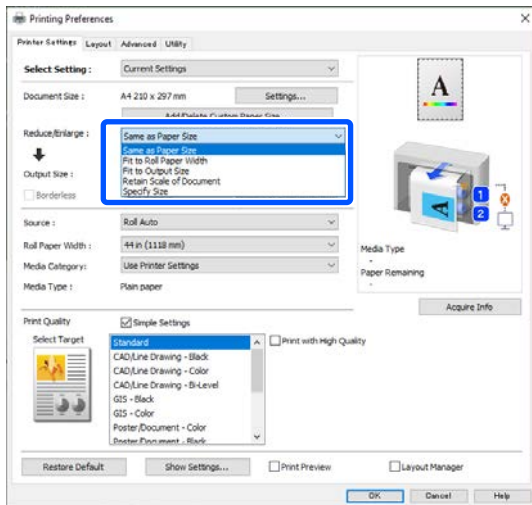 Printing Preferences
Printer Settings Layout Advanced Utility
Select Setting : Current Settings
Document Size : A4 210 x 297 mm Settings...
Add/Delete Custom Paper Size...
Reduce/Enlarge : Same as Paper Size
Same as Paper Size
Fit to Roll Paper Width
Fit to Output Size
Retain Scale of Document
Specify Size
Output Size :
Borderless
Source : Roll Auto
Roll Paper Width : 44 in (1118 mm)
Media Category: Use Printer Settings
Media Type : Plain paper
A
A
1
2
Media Type
-
Paper Remaining
-
Acquire Info
Print Quality Simple Settings
Select Target
Standard
CAD/Line Drawing - Black
CAD/Line Drawing - Color
CAD/Line Drawing - Bi-Level
GIS - Black
GIS - Color
Poster/Document - Color
Poster/Document - Black
Print with High Quality
Restore Default Show Settings... Print Preview Layout Manager
OK Cancel Help